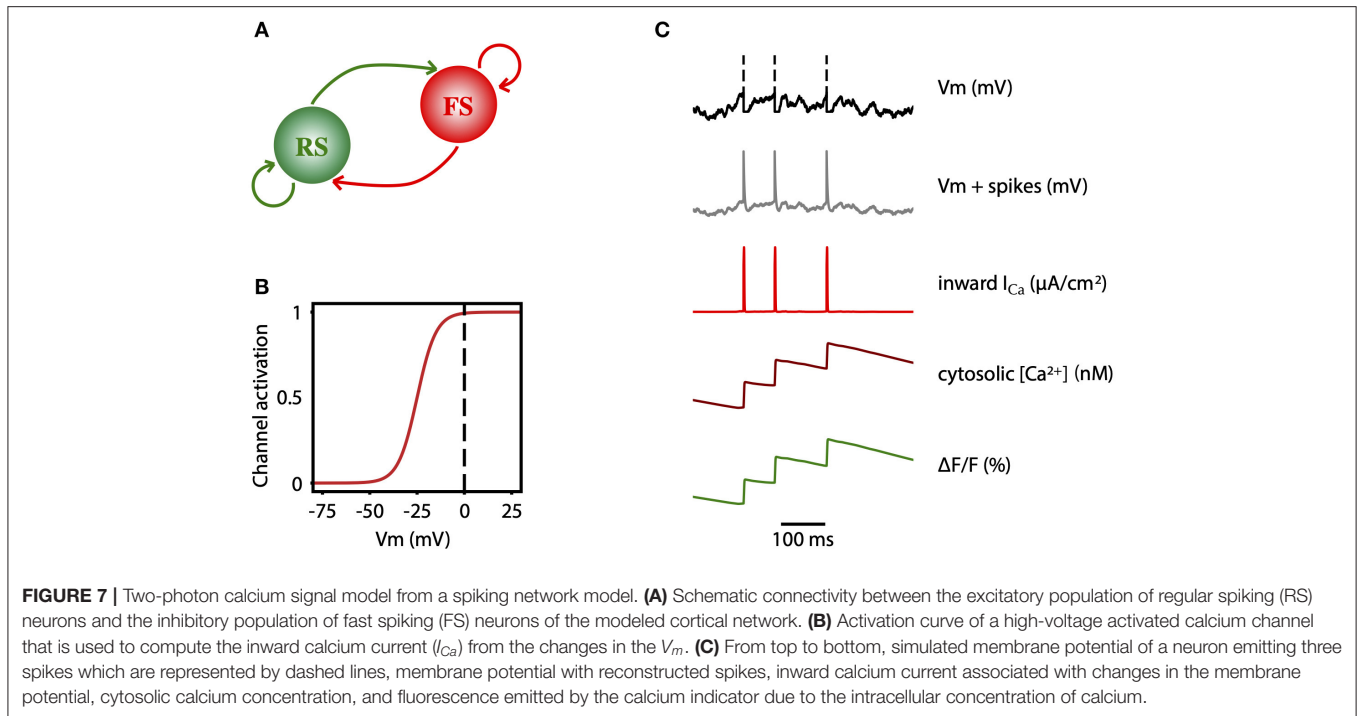 A
FS
RS
B
1
0.5
0
Channel activation
-75 -50 -25 0 25
Vm (mV)
C
Vm (mV)
Vm + spikes (mV)
inward I_Ca (µA/cm²)
cytosolic [Ca²⁺] (nM)
ΔF/F (%)
100 ms
FIGURE 7 | Two-photon calcium signal model from a spiking network model. (A) Schematic connectivity between the excitatory population of regular spiking (RS)
neurons and the inhibitory population of fast spiking (FS) neurons of the modeled cortical network. (B) Activation curve of a high-voltage activated calcium channel
that is used to compute the inward calcium current (I_Ca) from the changes in the V_m. (C) From top to bottom, simulated membrane potential of a neuron emitting three
spikes which are represented by dashed lines, membrane potential with reconstructed spikes, inward calcium current associated with changes in the membrane
potential, cytosolic calcium concentration, and fluorescence emitted by the calcium indicator due to the intracellular concentration of calcium.